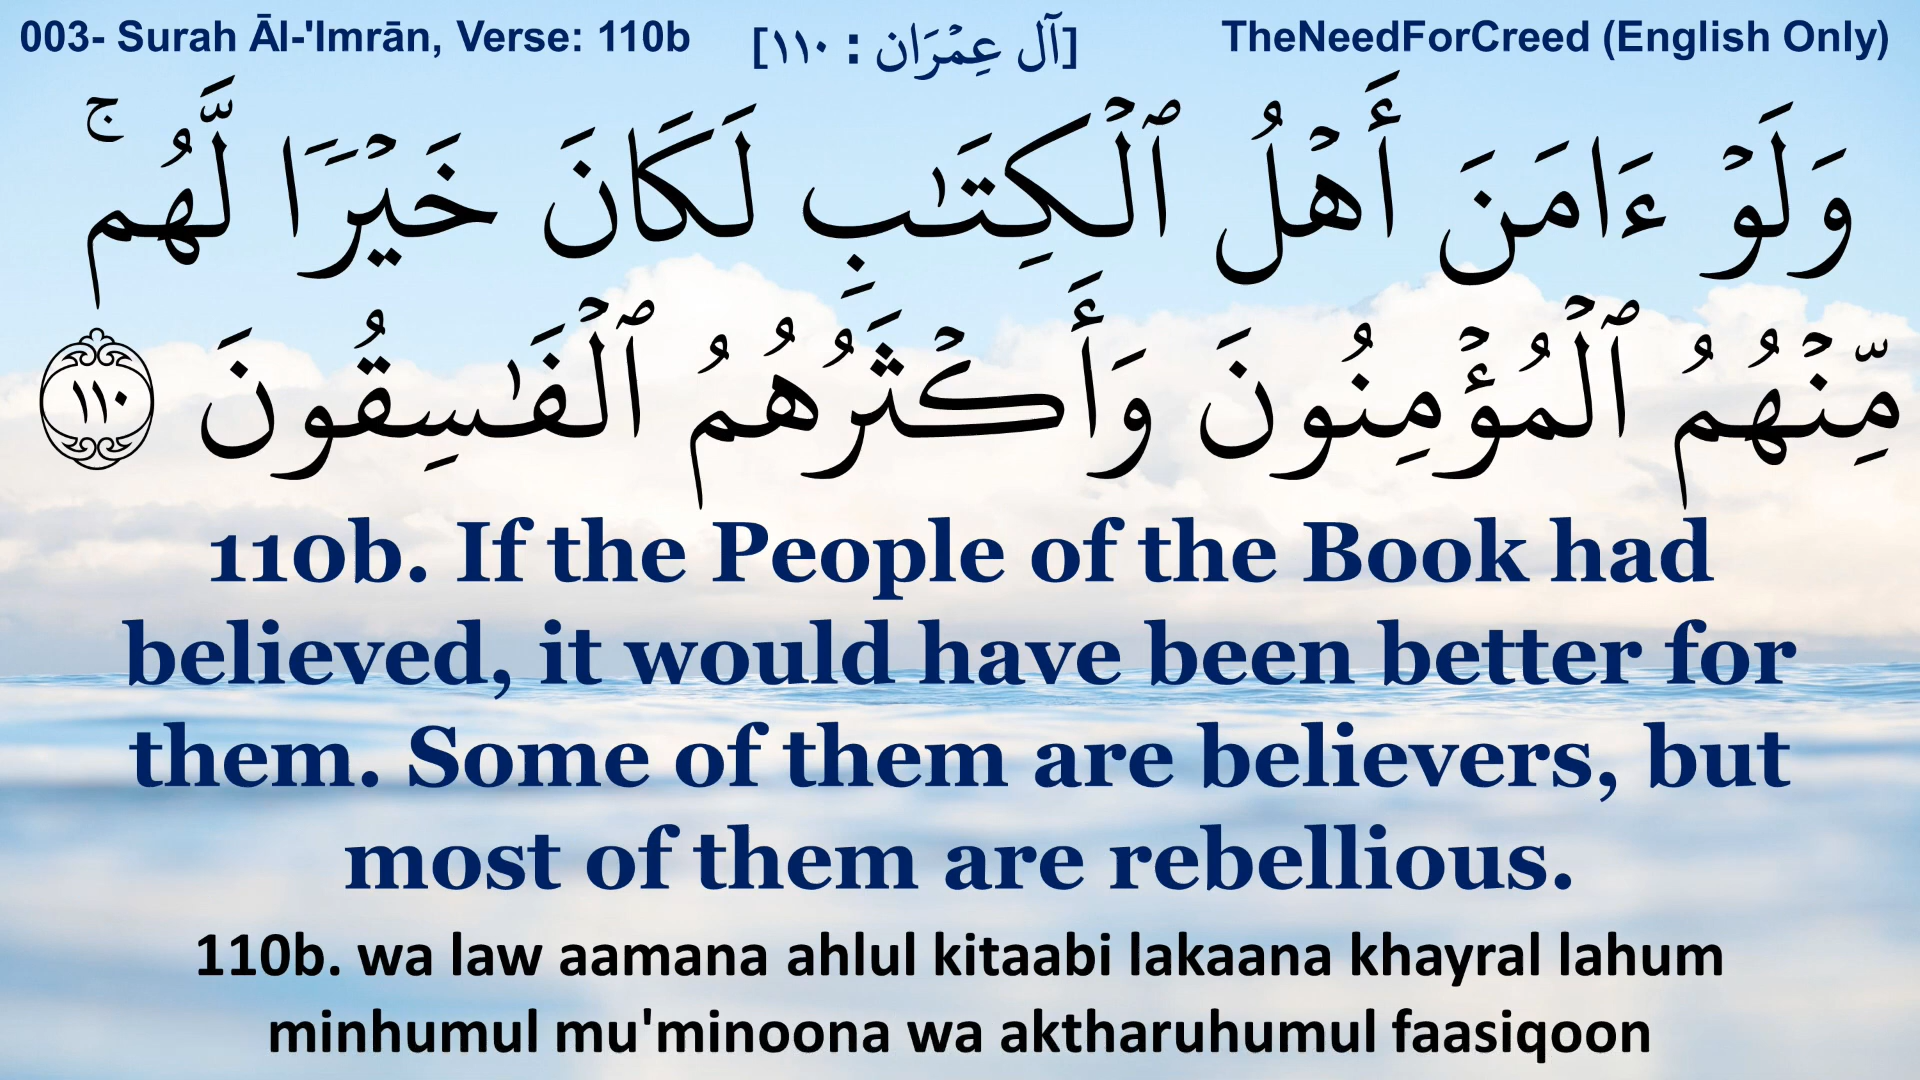 003- Surah Āl-'Imrān, Verse: 110b [آل عِمۡرَان : ١١٠] TheNeedForCreed (English Only)
وَلَوۡ ءَامَنَ أَهۡلُ ٱلۡكِتَـٰبِ لَكَانَ خَيۡرًۭا لَّهُمۚ
مِّنۡهُمُ ٱلۡمُؤۡمِنُونَ وَأَكۡثَرُهُمُ ٱلۡفَـٰسِقُونَ ١١٠
110b. If the People of the Book had
believed, it would have been better for
them. Some of them are believers, but
most of them are rebellious.
110b. wa law aamana ahlul kitaabi lakaana khayral lahum
minhumul mu'minoona wa aktharuhumul faasiqoon